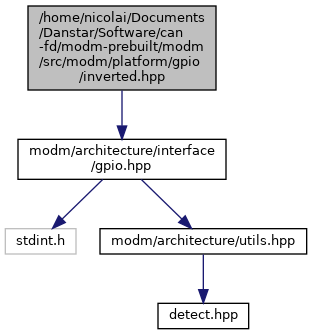 /home/nicolai/Documents
/Danstar/Software/can
-fd/modm-prebuilt/modm
/src/modm/platform/gpio
/inverted.hpp
modm/architecture/interface
/gpio.hpp
stdint.h
modm/architecture/utils.hpp
detect.hpp